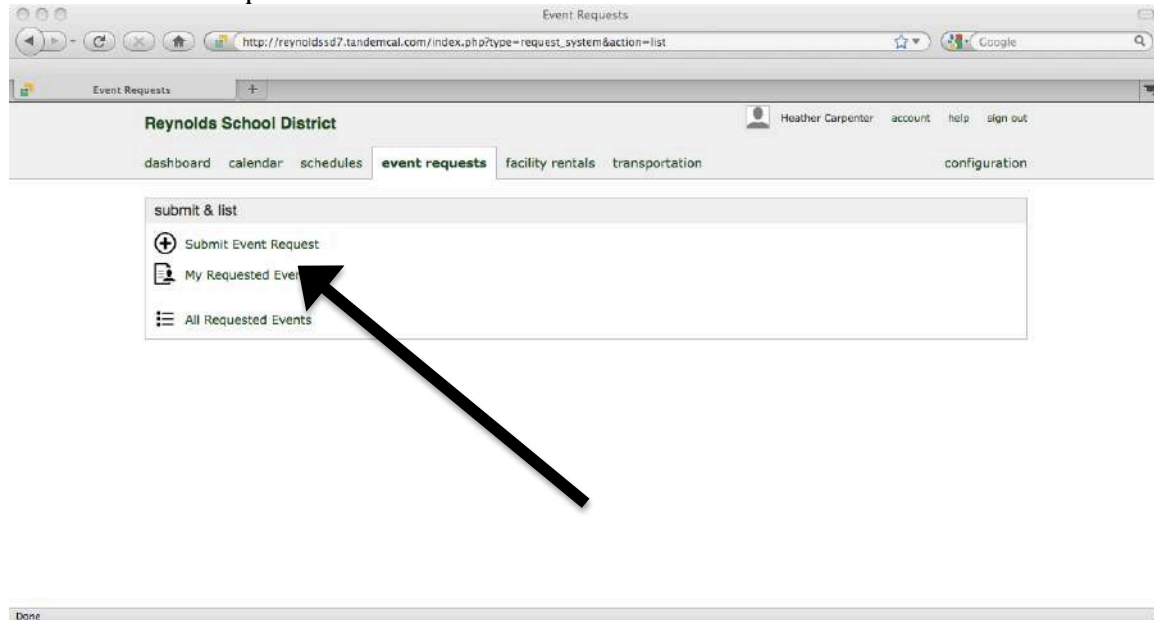 Event Requests
http://reynoldssd7.tandemcal.com/index.php?type=request_system&action=list
Google
Event Requests
Reynolds School District
Heather Carpenter account help sign out
dashboard calendar schedules event requests facility rentals transportation configuration
submit & list
Submit Event Request
My Requested Even
All Requested Events
Done